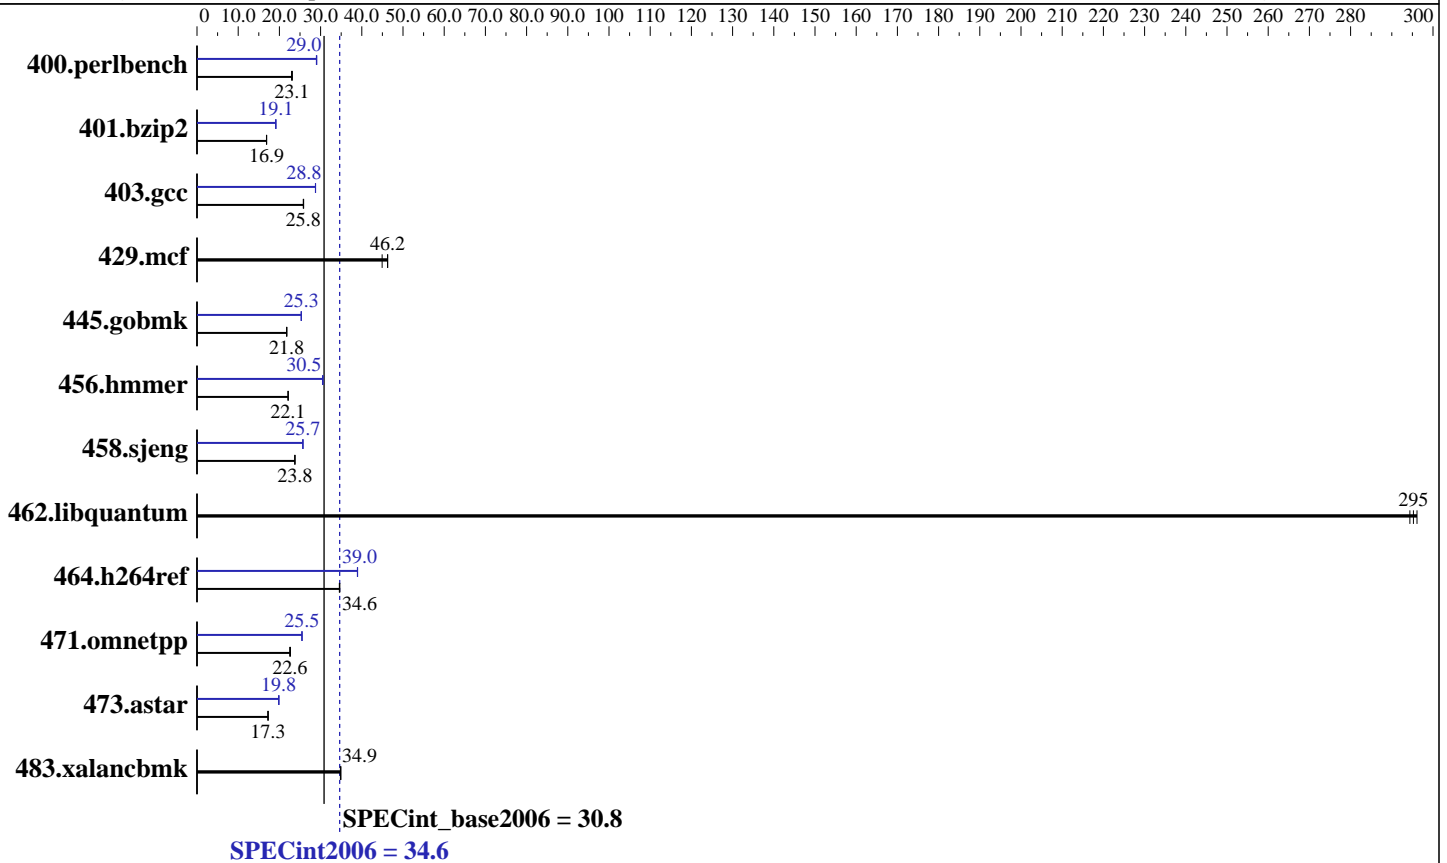 0 10.0 20.0 30.0 40.0 50.0 60.0 70.0 80.0 90.0 100 110 120 130 140 150 160 170 180 190 200 210 220 230 240 250 260 270 280 300
400.perlbench
29.0
23.1
401.bzip2
19.1
16.9
403.gcc
28.8
25.8
429.mcf
46.2
445.gobmk
25.3
21.8
456.hmmer
30.5
22.1
458.sjeng
25.7
23.8
462.libquantum
295
464.h264ref
39.0
34.6
471.omnetpp
25.5
22.6
473.astar
19.8
17.3
483.xalancbmk
34.9
SPECint_base2006 = 30.8
SPECint2006 = 34.6